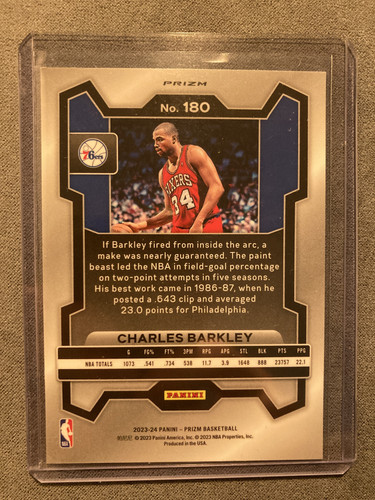 PRIZM
No. 180
76ers
SIXERS
34
If Barkley fired from inside the arc, a
make was nearly guaranteed. The paint
beast led the NBA in field-goal percentage
on two-point attempts in five seasons.
His best work came in 1986-87, when he
posted a .643 clip and averaged
23.0 points for Philadelphia.
CHARLES BARKLEY
G FG% FT% 3PM RPG APG STL BLK PTS PPG
NBA TOTALS 1073 .541 .734 538 11.7 3.9 1648 888 23757 22.1
PANINI
2023-24 PANINI - PRIZM BASKETBALL
© 2023 Panini America, Inc. © 2023 NBA Properties, Inc.
Produced in the USA.
NBA